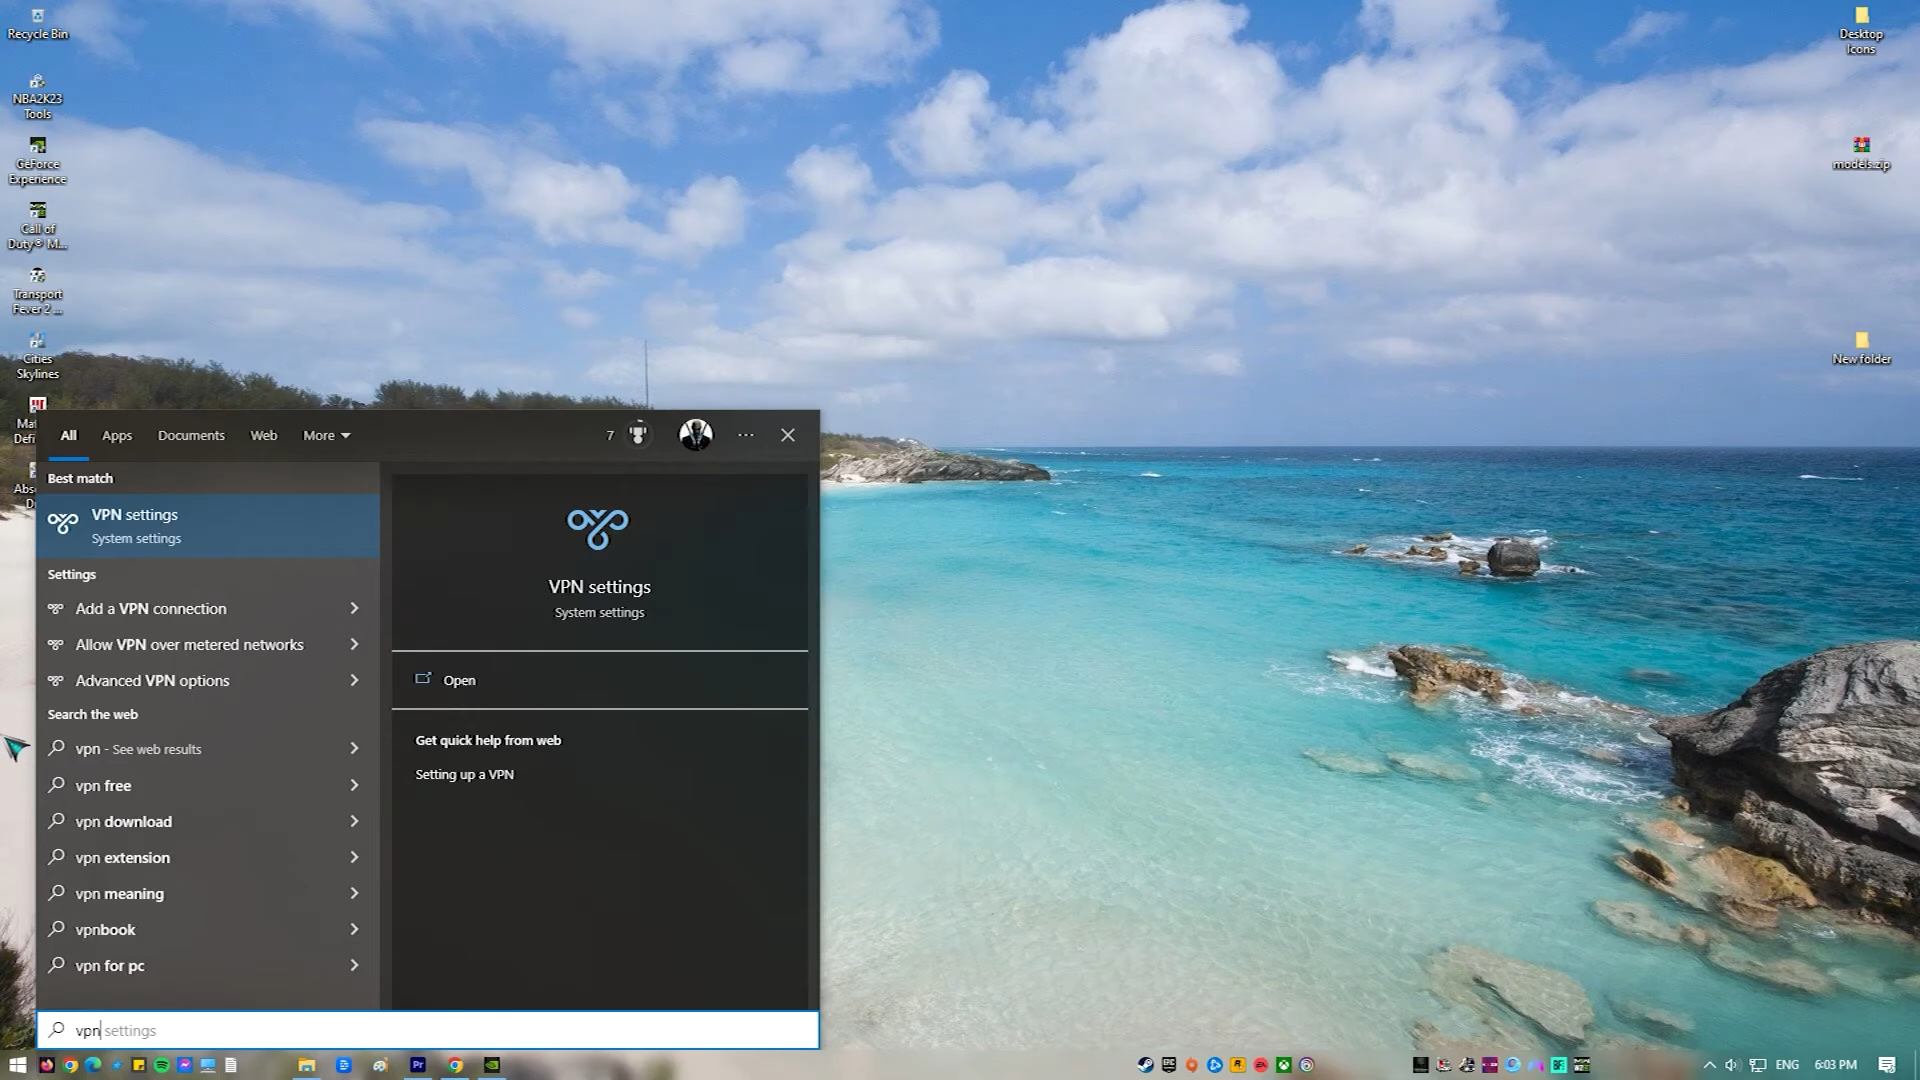 Recycle Bin
NBA2K23
Tools
GeForce
Experience
Call of
Duty® M...
Transport
Fever 2 ...
Cities
Skylines
Desktop
Icons
models.zip
New folder
All
Apps
Documents
Web
More
7
Best match
VPN settings
System settings
Settings
Add a VPN connection
Allow VPN over metered networks
Advanced VPN options
Search the web
vpn - See web results
vpn free
vpn download
vpn extension
vpn meaning
vpnbook
vpn for pc
VPN settings
System settings
Open
Get quick help from web
Setting up a VPN
vpn settings
Pr
ENG
6:03 PM